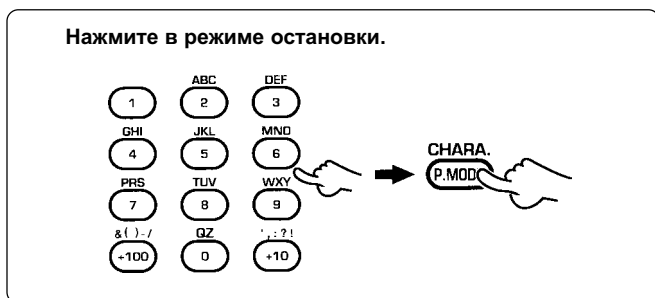 Нажмите в режиме остановки.
ABC DEF
1 2 3
GHI JKL MNO
4 5 6
CHARA.
P.MOD
PRS TUV WXY
7 8 9
&()-/ QZ ',:?!
+100 0 +10